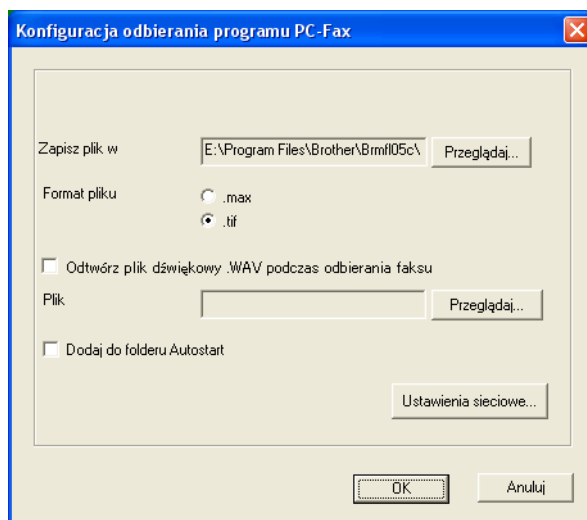 Konfiguracja odbierania programu PC-Fax
Zapisz plik w E:\Program Files\Brother\Brmfl05c\ Przeglądaj...
Format pliku .max
.tif
Odtwórz plik dźwiękowy .WAV podczas odbierania faksu
Plik Przeglądaj...
Dodaj do folderu Autostart
Ustawienia sieciowe...
OK Anuluj